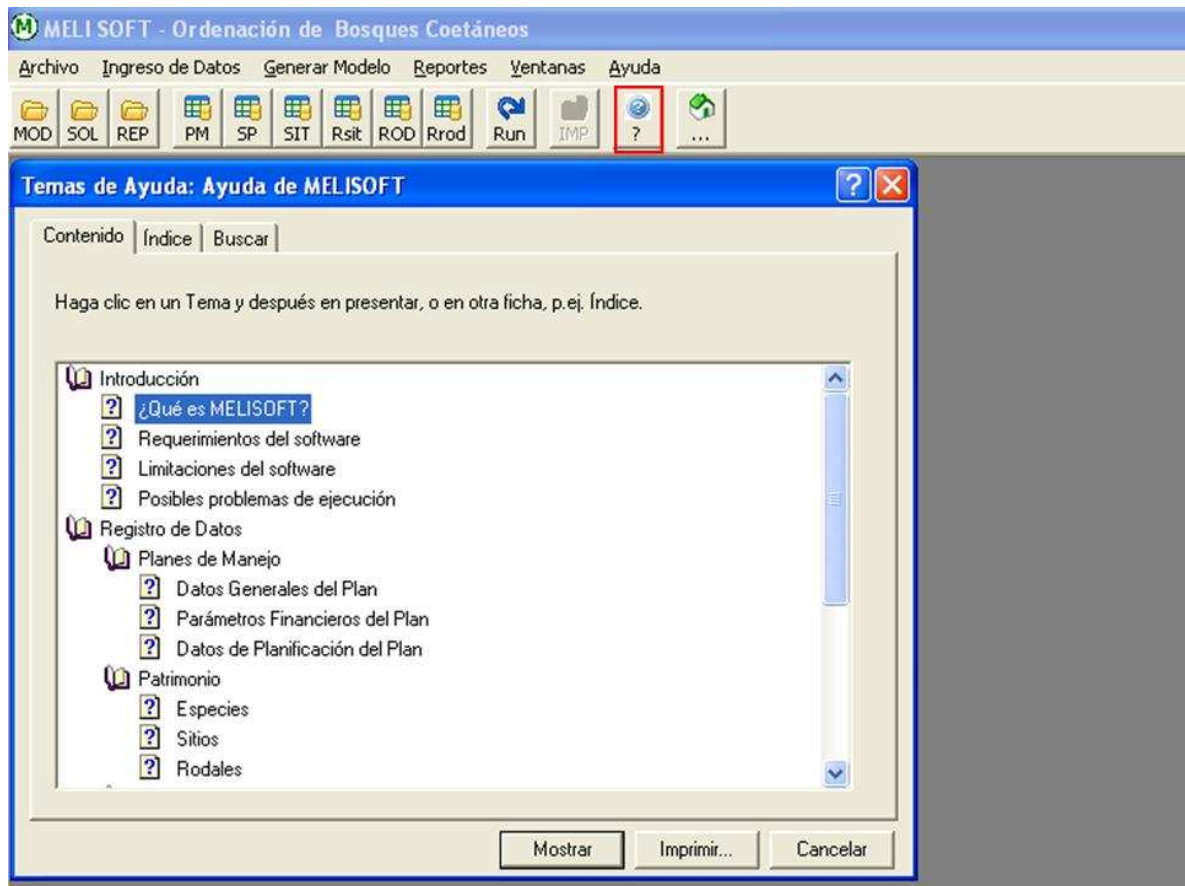 MELISOFT - Ordenación de Bosques Coetáneos
Archivo Ingreso de Datos Generar Modelo Reportes Ventanas Ayuda
MOD SOL REP PM SP SIT Rsit ROD Rrod Run IMP ? ...
Temas de Ayuda: Ayuda de MELISOFT
Contenido Índice Buscar
Haga clic en un Tema y después en presentar, o en otra ficha, p.ej. Índice.
Introducción
¿Qué es MELISOFT?
Requerimientos del software
Limitaciones del software
Posibles problemas de ejecución
Registro de Datos
Planes de Manejo
Datos Generales del Plan
Parámetros Financieros del Plan
Datos de Planificación del Plan
Patrimonio
Especies
Sitios
Rodales
Mostrar Imprimir... Cancelar